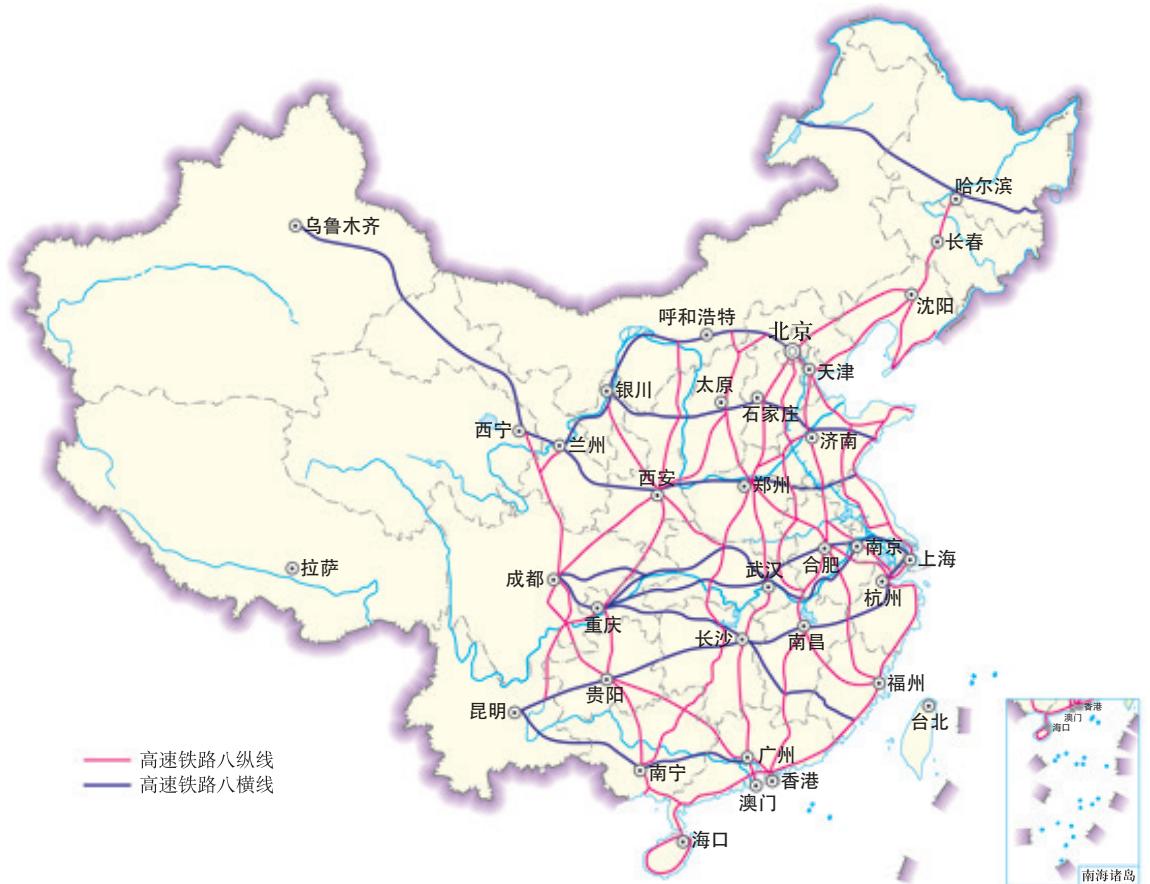 哈尔滨
乌鲁木齐
长春
沈阳
呼和浩特
北京
天津
银川
太原
石家庄
西宁
兰州
济南
西安
郑州
拉萨
成都
武汉
合肥
南京
上海
杭州
重庆
长沙
南昌
贵阳
福州
昆明
台北
广州
南宁
香港
澳门
海口
高速铁路八纵线
高速铁路八横线
香港
澳门
海口
南海诸岛